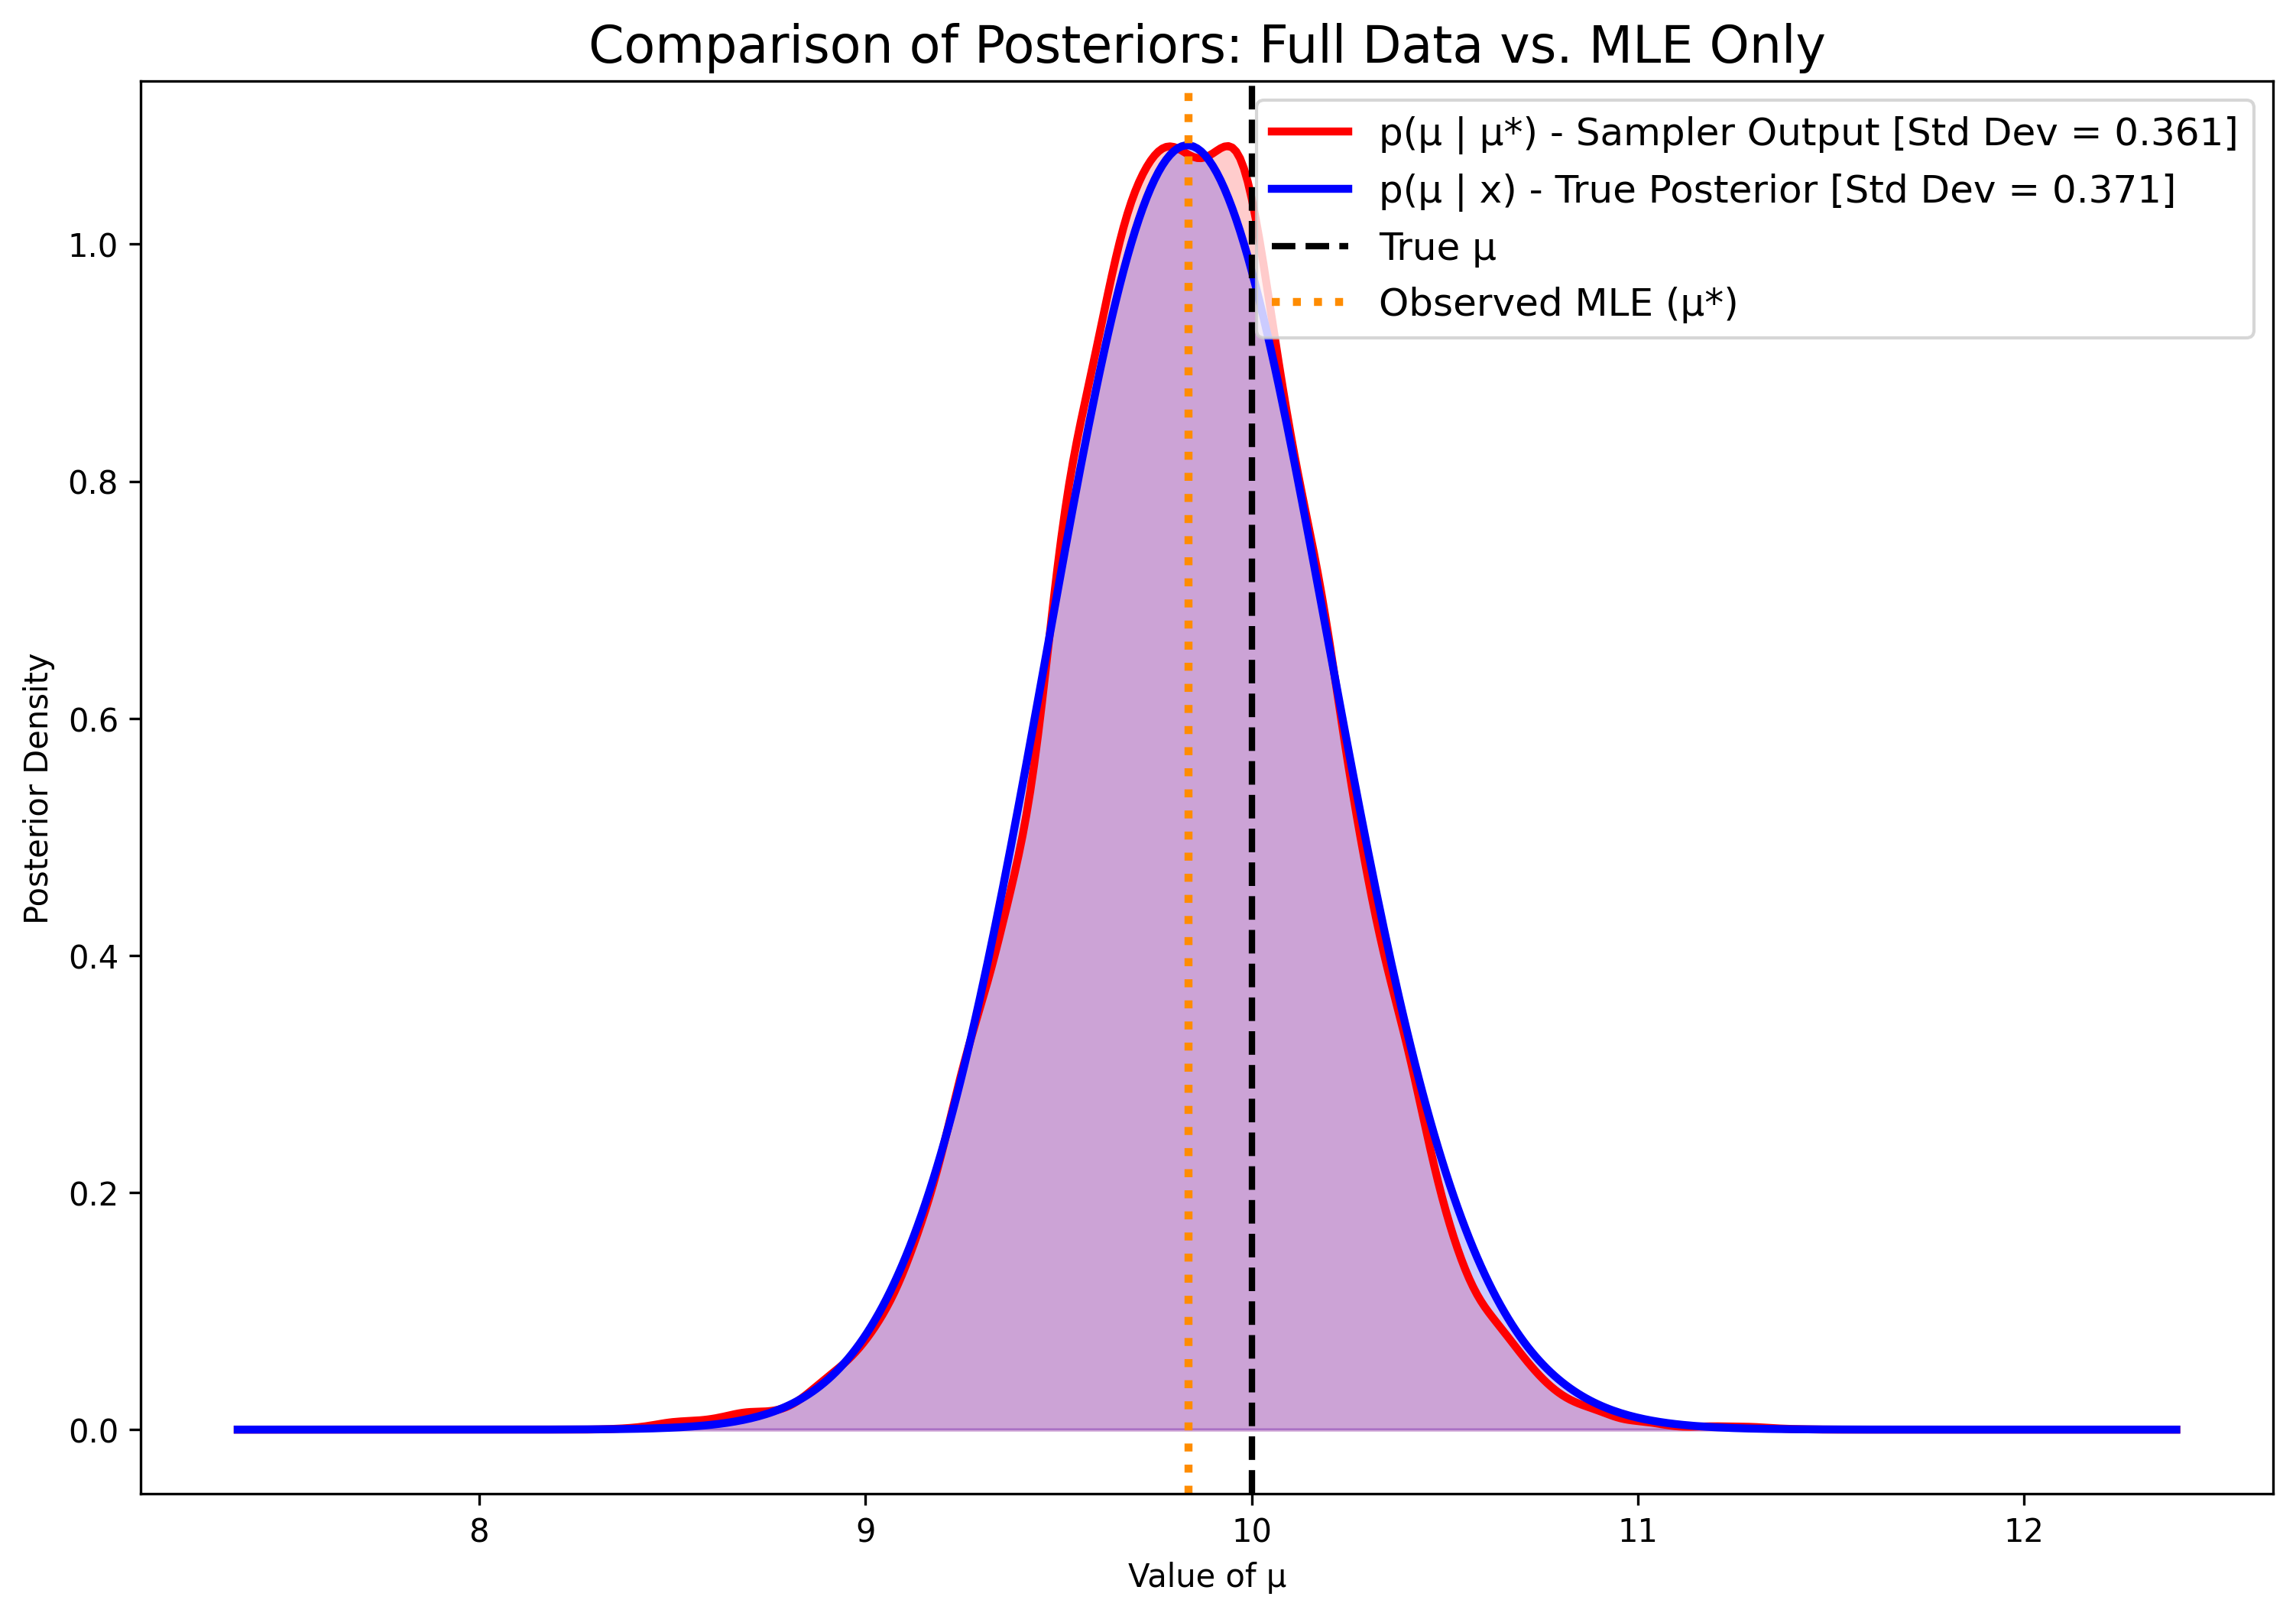 Comparison of Posteriors: Full Data vs. MLE Only
p(μ | μ*) - Sampler Output [Std Dev = 0.361]
p(μ | x) - True Posterior [Std Dev = 0.371]
True μ
Observed MLE (μ*)
Posterior Density
1.0
0.8
0.6
0.4
0.2
0.0
8 9 10 11 12
Value of μ